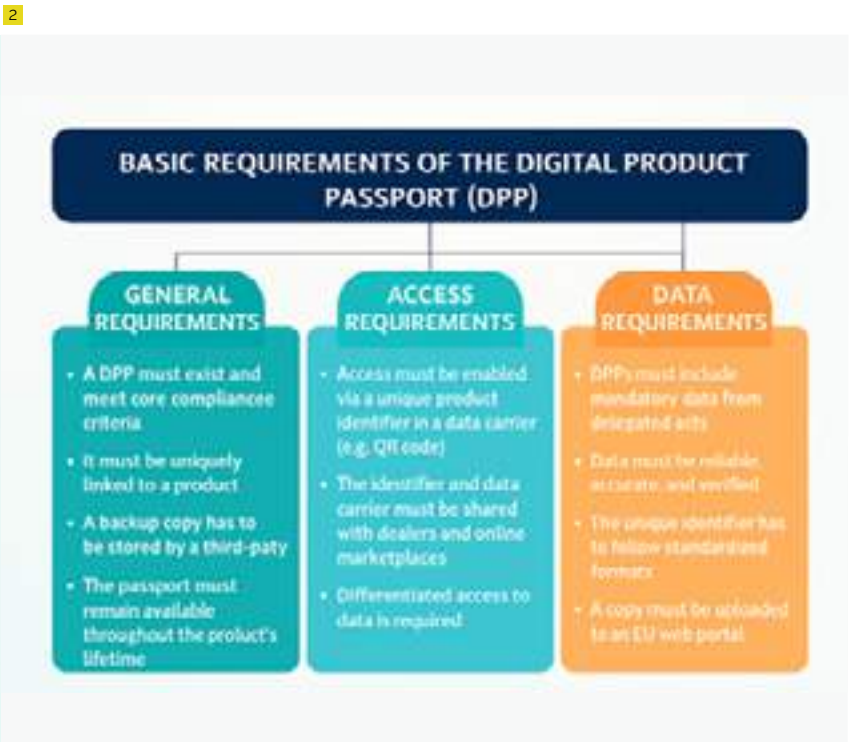 2
BASIC REQUIREMENTS OF THE DIGITAL PRODUCT
PASSPORT (DPP)
GENERAL
REQUIREMENTS
• A DPP must exist and
meet core compliancee
criteria
• It must be uniquely
linked to a product
• A backup copy has to
be stored by a third-paty
• The passport must
remain available
throughout the proluct's
lifetime
ACCESS
REQUIREMENTS
• Access must be enabled
via a unique product
identifier in a data carrier
(e.g. QR code)
• The identifier and data
carrier must be shared
with dealers and online
marketplaces
• Differentiated access to
data is required
DATA
REQUIREMENTS
• DPPs must include
mandatory data from
delegated acts
• Data must be reliable,
accurate, and verified
• The unique identifier has
to follow standardized
formats
• A copy must be uploaded
to an EU web portal